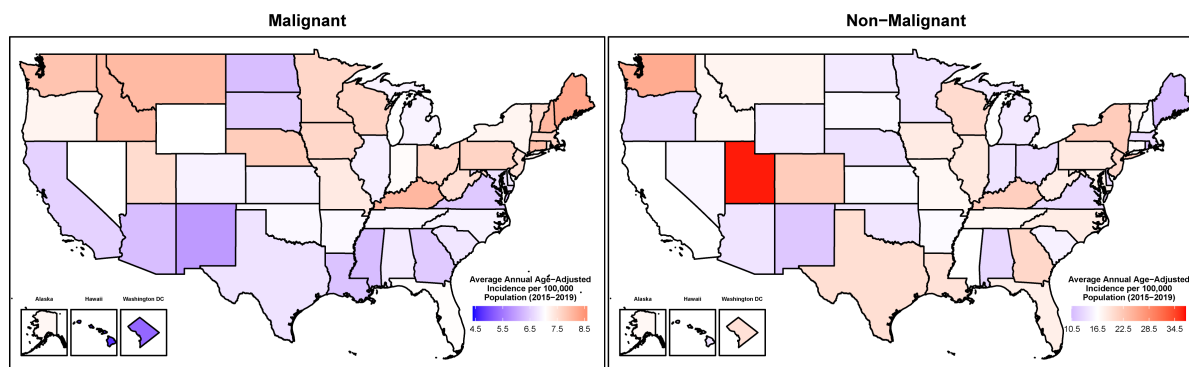 Malignant
Non−Malignant
Average Annual Age−Adjusted
Incidence per 100,000
Population (2015−2019)
4.5 5.5 6.5 7.5 8.5
Alaska Hawaii Washington DC
Average Annual Age−Adjusted
Incidence per 100,000
Population (2015−2019)
10.5 16.5 22.5 28.5 34.5
Alaska Hawaii Washington DC